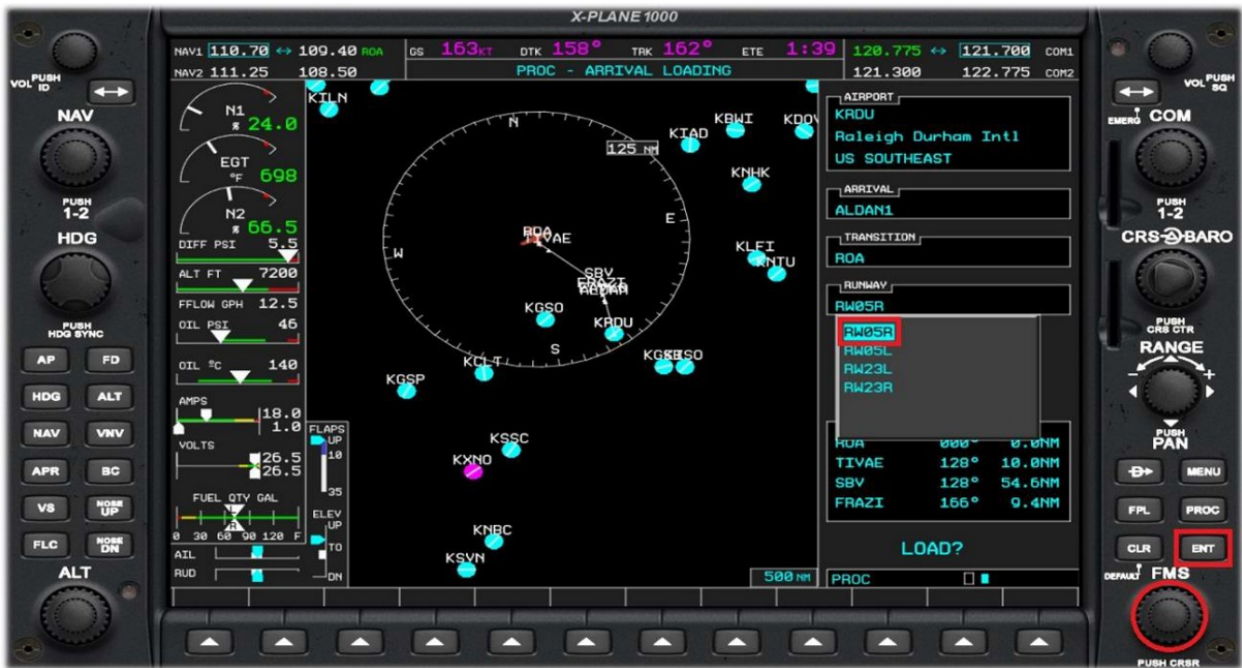 X-PLANE 1000
NAV1 110.70 ↔ 109.40 ROA
NAV2 111.25 108.50
GS 163KT DTK 158° TRK 162° ETE 1:39
PROC - ARRIVAL LOADING
120.775 ↔ 121.700 COM1
121.300 122.775 COM2
VOL PUSH ID
NAV
PUSH 1-2
HDG
PUSH HDG SYNC
AP FD
HDG ALT
NAV VNV
APR BC
VS NOSE UP
FLC NOSE DN
ALT
N1 % 24.0
EGT °F 698
N2 % 66.5
DIFF PSI 5.5
ALT FT 7200
FFLOW GPH 12.5
OIL PSI 46
OIL °C 140
AMPS
18.0
1.0
VOLTS
26.5
26.5
FUEL QTY GAL
L
R
0 30 60 90 120 F
AIL
RUD
FLAPS
UP
10
35
ELEV
UP
TO
DN
KILN
N
125 NM
KIAD
KBWI
KDOV
KNHK
E
ROA
TIVAE
W
KLFI
KNTU
SBV
FRAZI
ALDAN
KGSO
KRDU
S
KCLT
KGSP
KSSC
KXNO
KNBC
KSVN
500 NM
AIRPORT
KRDU
Raleigh Durham Intl
US SOUTHEAST
ARRIVAL
ALDAN1
TRANSITION
ROA
RUNWAY
RW05R
RW05R
RW05L
RW23L
RW23R
ROA 000° 0.0NM
TIVAE 128° 10.0NM
SBV 128° 54.6NM
FRAZI 166° 9.4NM
LOAD?
PROC
VOL PUSH SQ
EMERG
COM
PUSH 1-2
CRS BARO
PUSH CRS CTR
RANGE
- +
PUSH PAN
D MENU
FPL PROC
CLR ENT
DEFAULT FMS
PUSH CRSR